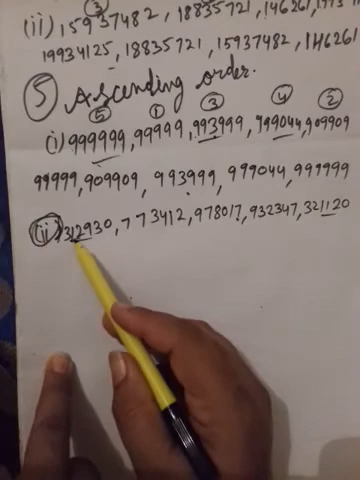 ③
(ii) 15937482, 18835721, 146261,
19934125, 18835721, 15937482, 146261
⑤ Ascending order.
⑤ ① ③ ④ ②
(i) 999999, 99999, 993999, 999044, 909909
99999, 909909, 993999, 999044, 999999
(ii) 312930, 773412, 978017, 932347, 321120